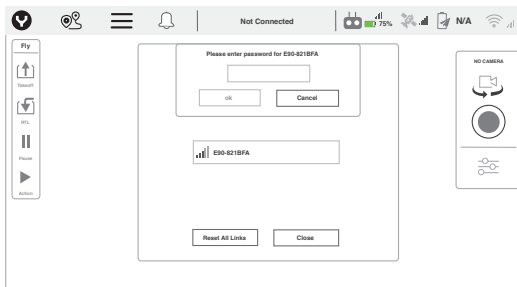 Not Connected
75%
N/A
Fly
Takeoff
RTL
Pause
Action
Please enter password for E90-821BFA
ok
Cancel
E90-821BFA
Reset All Links
Close
NO CAMERA